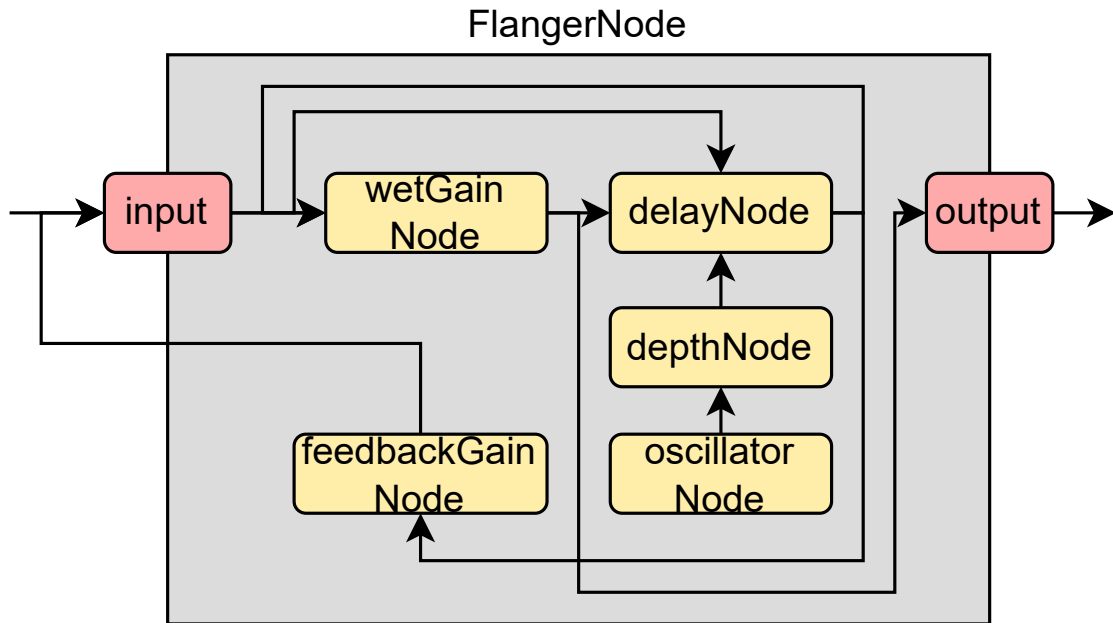 FlangerNode
input
wetGain
Node
delayNode
output
depthNode
feedbackGain
Node
oscillator
Node